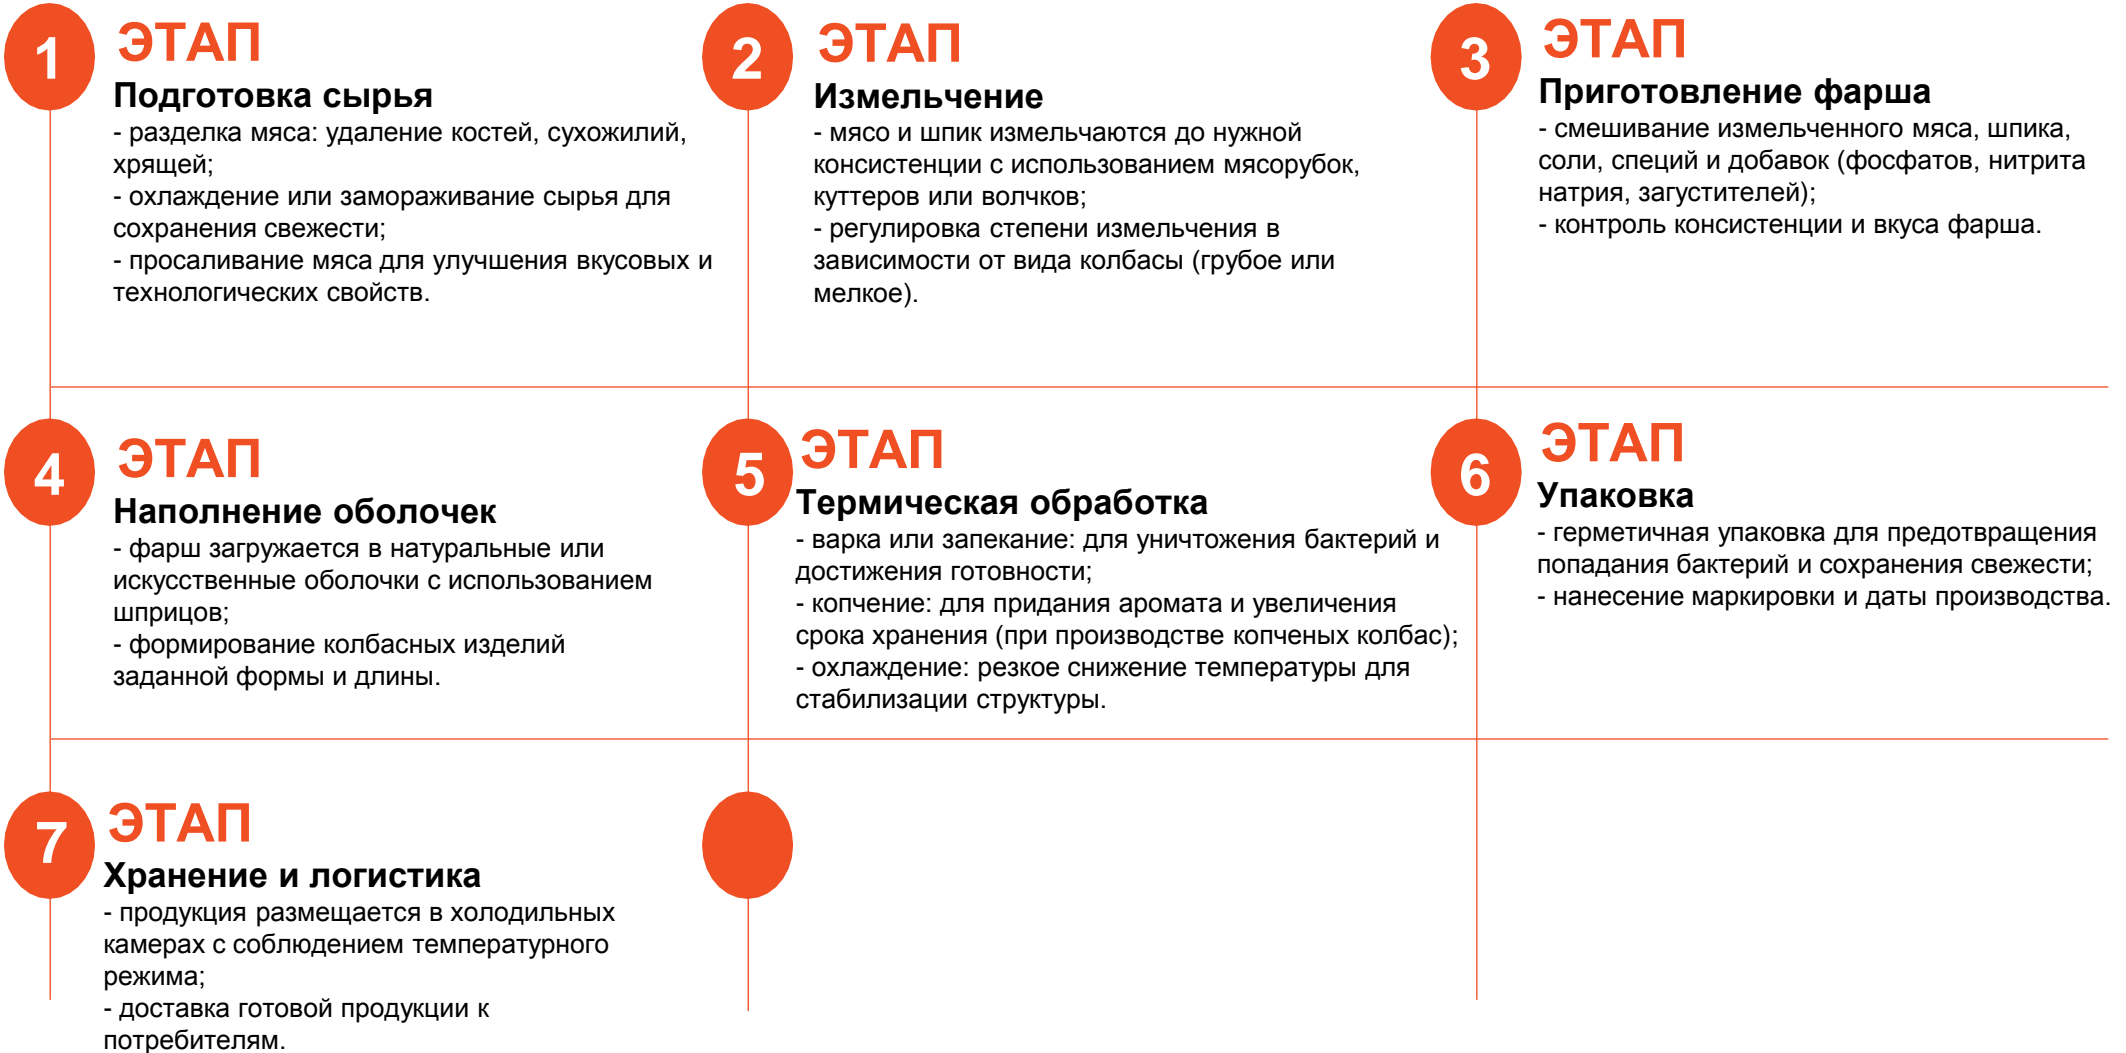 1
ЭТАП
Подготовка сырья
- разделка мяса: удаление костей, сухожилий,
хрящей;
- охлаждение или замораживание сырья для
сохранения свежести;
- просаливание мяса для улучшения вкусовых и
технологических свойств.
2
ЭТАП
Измельчение
- мясо и шпик измельчаются до нужной
консистенции с использованием мясорубок,
куттеров или волчков;
- регулировка степени измельчения в
зависимости от вида колбасы (грубое или
мелкое).
3
ЭТАП
Приготовление фарша
- смешивание измельченного мяса, шпика,
соли, специй и добавок (фосфатов, нитрита
натрия, загустителей);
- контроль консистенции и вкуса фарша.
4
ЭТАП
Наполнение оболочек
- фарш загружается в натуральные или
искусственные оболочки с использованием
шприцов;
- формирование колбасных изделий
заданной формы и длины.
5
ЭТАП
Термическая обработка
- варка или запекание: для уничтожения бактерий и
достижения готовности;
- копчение: для придания аромата и увеличения
срока хранения (при производстве копченых колбас);
- охлаждение: резкое снижение температуры для
стабилизации структуры.
6
ЭТАП
Упаковка
- герметичная упаковка для предотвращения
попадания бактерий и сохранения свежести;
- нанесение маркировки и даты производства.
7
ЭТАП
Хранение и логистика
- продукция размещается в холодильных
камерах с соблюдением температурного
режима;
- доставка готовой продукции к
потребителям.